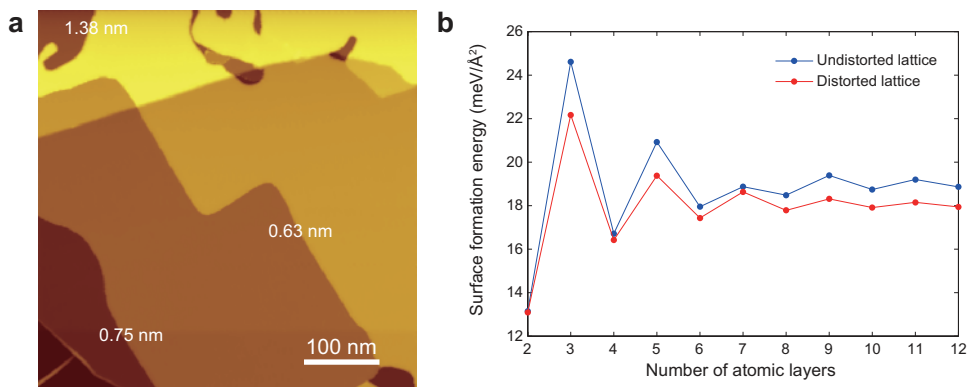 a
1.38 nm
0.63 nm
0.75 nm
100 nm
b
Surface formation energy (meV/Å²)
26
24
22
20
18
16
14
12
Undistorted lattice
Distorted lattice
2 3 4 5 6 7 8 9 10 11 12
Number of atomic layers